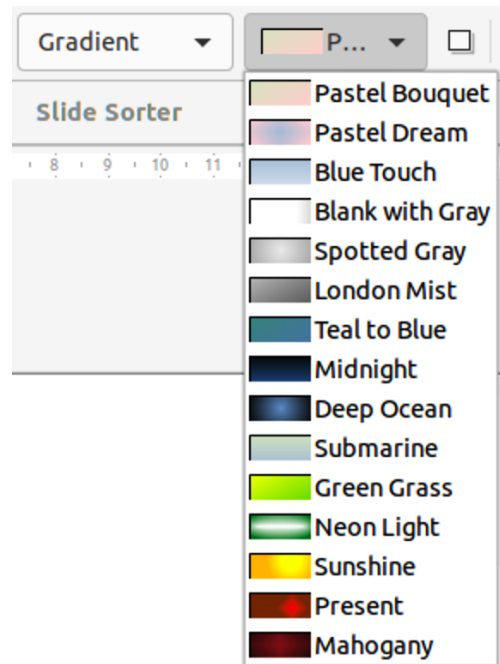 Gradient P...
Slide Sorter
8 9 10 11
Pastel Bouquet
Pastel Dream
Blue Touch
Blank with Gray
Spotted Gray
London Mist
Teal to Blue
Midnight
Deep Ocean
Submarine
Green Grass
Neon Light
Sunshine
Present
Mahogany